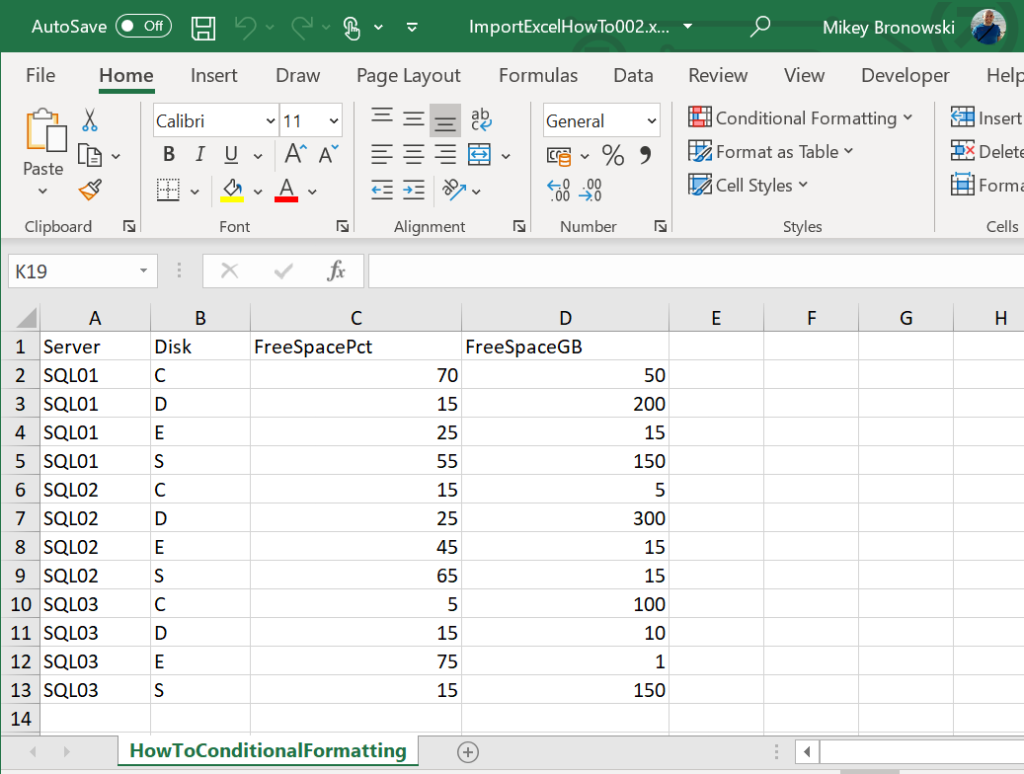 AutoSave Off ImportExcelHowTo002.x... Mikey Bronowski
File Home Insert Draw Page Layout Formulas Data Review View Developer Help
Calibri 11 ab c General Conditional Formatting Insert
Paste B I U A A % 9 Format as Table Delete
A .00 .00 Cell Styles Forma
Clipboard Font Alignment Number Styles Cells
K19 fx
A B C D E F G H
1 Server Disk FreeSpacePct FreeSpaceGB
2 SQL01 C 70 50
3 SQL01 D 15 200
4 SQL01 E 25 15
5 SQL01 S 55 150
6 SQL02 C 15 5
7 SQL02 D 25 300
8 SQL02 E 45 15
9 SQL02 S 65 15
10 SQL03 C 5 100
11 SQL03 D 15 10
12 SQL03 E 75 1
13 SQL03 S 15 150
14
HowToConditionalFormatting